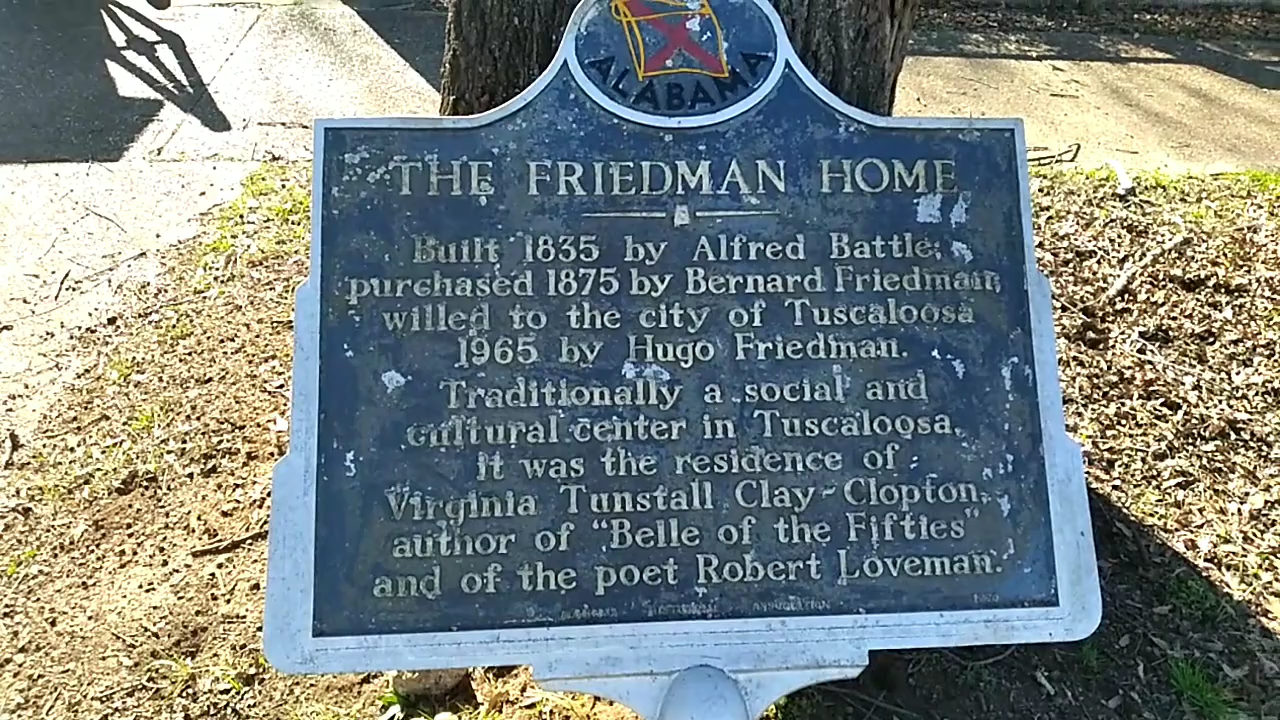 ALABAMA
THE FRIEDMAN HOME
Built 1835 by Alfred Battle;
purchased 1875 by Bernard Friedman;
willed to the city of Tuscaloosa
1965 by Hugo Friedman.
Traditionally a social and
cultural center in Tuscaloosa,
it was the residence of
Virginia Tunstall Clay-Clopton,
author of "Belle of the Fifties"
and of the poet Robert Loveman.
ASSOCIATION